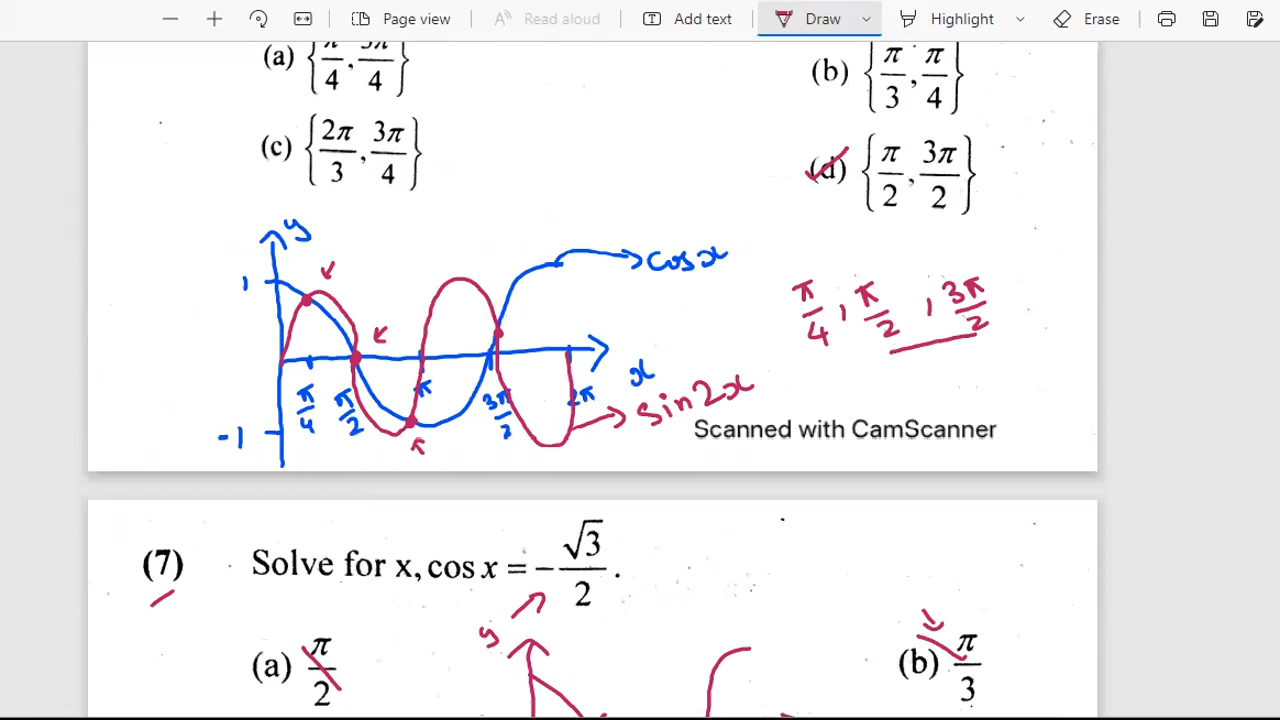 Page view Read aloud Add text Draw Highlight Erase
(a) {π/4, 3π/4} (b) {π/3, π/4}
(c) {2π/3, 3π/4} (d) {π/2, 3π/2}
y
1 cos x
π/4, π/2, 3π/2
x
π/4 π/2 π 3π/2 2π
sin2x
-1
Scanned with CamScanner
(7) Solve for x, cos x = -√3/2.
y
(a) π/2 (b) π/3